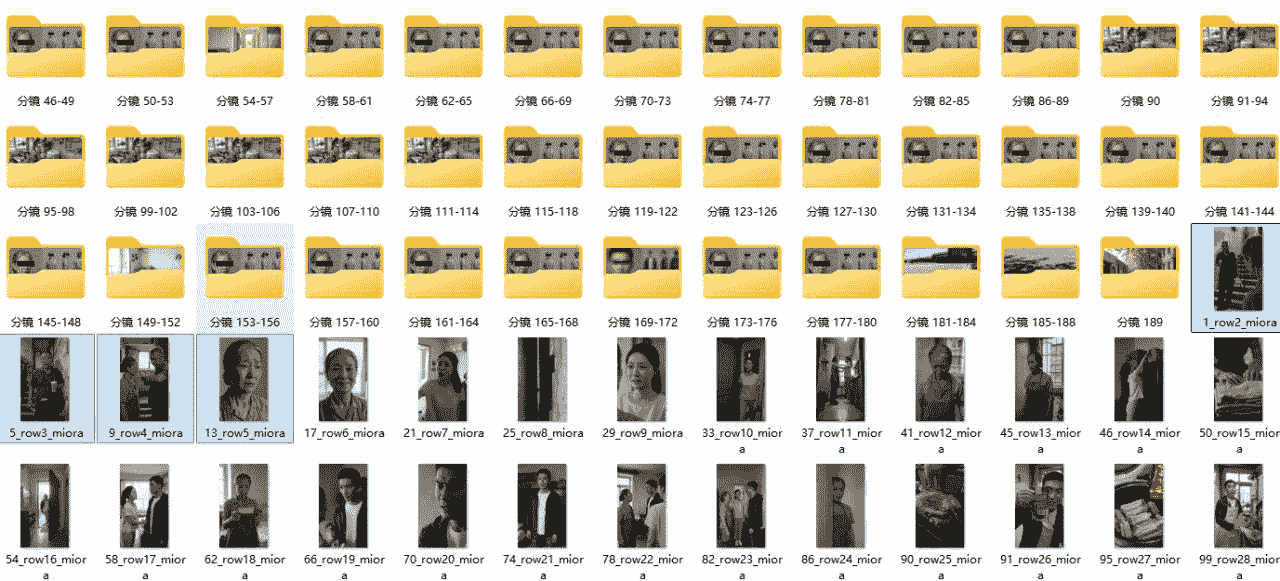 分镜 46-49
分镜 50-53
分镜 54-57
分镜 58-61
分镜 62-65
分镜 66-69
分镜 70-73
分镜 74-77
分镜 78-81
分镜 82-85
分镜 86-89
分镜 90
分镜 91-94
分镜 95-98
分镜 99-102
分镜 103-106
分镜 107-110
分镜 111-114
分镜 115-118
分镜 119-122
分镜 123-126
分镜 127-130
分镜 131-134
分镜 135-138
分镜 139-140
分镜 141-144
分镜 145-148
分镜 149-152
分镜 153-156
分镜 157-160
分镜 161-164
分镜 165-168
分镜 169-172
分镜 173-176
分镜 177-180
分镜 181-184
分镜 185-188
分镜 189
1_row2_miora
5_row3_miora
9_row4_miora
13_row5_miora
17_row6_miora
21_row7_miora
25_row8_miora
29_row9_miora
33_row10_mior
a
37_row11_mior
a
41_row12_mior
a
45_row13_mior
a
46_row14_mior
a
50_row15_mior
a
54_row16_mior
a
58_row17_mior
a
62_row18_mior
a
66_row19_mior
a
70_row20_mior
a
74_row21_mior
a
78_row22_mior
a
82_row23_mior
a
86_row24_mior
a
90_row25_mior
a
91_row26_mior
a
95_row27_mior
a
99_row28_mior
a